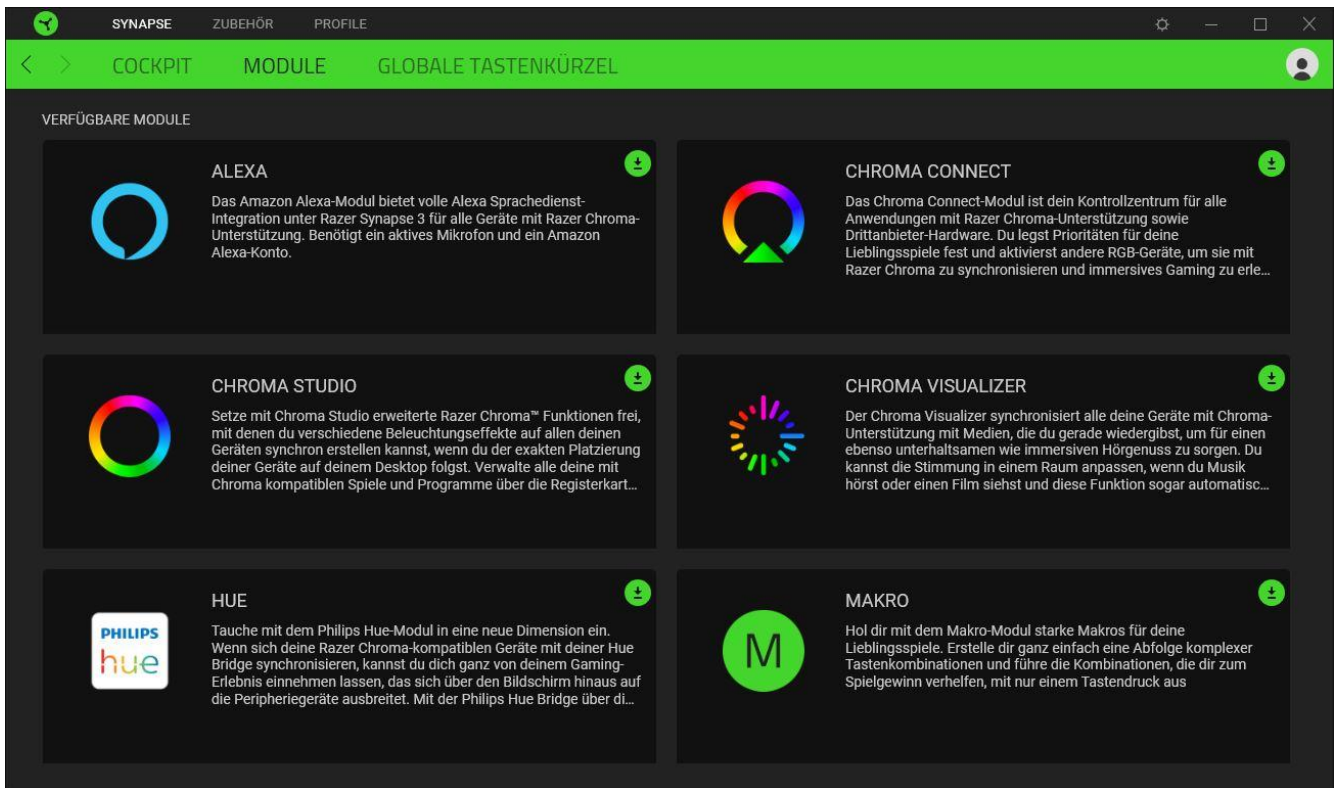 SYNAPSE ZUBEHÖR PROFILE
COCKPIT MODULE GLOBALE TASTENKÜRZEL
VERFÜGBARE MODULE
ALEXA
Das Amazon Alexa-Modul bietet volle Alexa Sprachedienst-
Integration unter Razer Synapse 3 für alle Geräte mit Razer Chroma-
Unterstützung. Benötigt ein aktives Mikrofon und ein Amazon
Alexa-Konto.
CHROMA CONNECT
Das Chroma Connect-Modul ist dein Kontrollzentrum für alle
Anwendungen mit Razer Chroma-Unterstützung sowie
Drittanbieter-Hardware. Du legst Prioritäten für deine
Lieblingsspiele fest und aktivierst andere RGB-Geräte, um sie mit
Razer Chroma zu synchronisieren und immersives Gaming zu erle...
CHROMA STUDIO
Setze mit Chroma Studio erweiterte Razer Chroma™ Funktionen frei,
mit denen du verschiedene Beleuchtungseffekte auf allen deinen
Geräten synchron erstellen kannst, wenn du der exakten Platzierung
deiner Geräte auf deinem Desktop folgst. Verwalte alle deine mit
Chroma kompatiblen Spiele und Programme über die Registerkart...
CHROMA VISUALIZER
Der Chroma Visualizer synchronisiert alle deine Geräte mit Chroma-
Unterstützung mit Medien, die du gerade wiedergibst, um für einen
ebenso unterhaltsamen wie immersiven Hörgenuss zu sorgen. Du
kannst die Stimmung in einem Raum anpassen, wenn du Musik
hörst oder einen Film siehst und diese Funktion sogar automatisc...
PHILIPS
hue
HUE
Tauche mit dem Philips Hue-Modul in eine neue Dimension ein.
Wenn sich deine Razer Chroma-kompatiblen Geräte mit deiner Hue
Bridge synchronisieren, kannst du dich ganz von deinem Gaming-
Erlebnis einnehmen lassen, das sich über den Bildschirm hinaus auf
die Peripheriegeräte ausbreitet. Mit der Philips Hue Bridge über di...
M
MAKRO
Hol dir mit dem Makro-Modul starke Makros für deine
Lieblingsspiele. Erstelle dir ganz einfach eine Abfolge komplexer
Tastenkombinationen und führe die Kombinationen, die dir zum
Spielgewinn verhelfen, mit nur einem Tastendruck aus